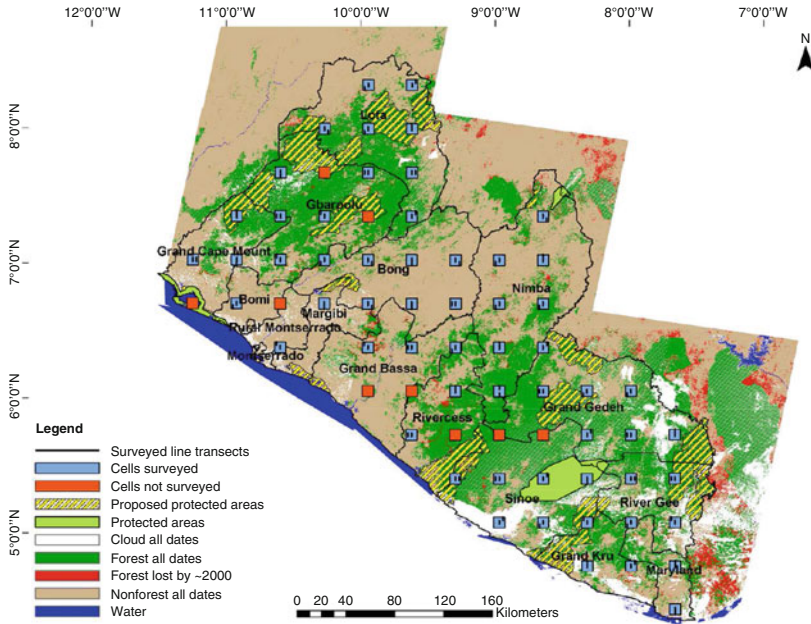 12°0'0"W 11°0'0"W 10°0'0"W 9°0'0"W 8°0'0"W 7°0'0"W
N
8°0'0"N
7°0'0"N
6°0'0"N
5°0'0"N
Lofa
Gbarpolu
Grand Cape Mount
Bong
Bomi
Nimba
Margibi
Rural Montserrado
Montserrado
Grand Bassa
Rivercess
Grand Gedeh
Sinoe
River Gee
Grand Kru
Maryland
Legend
Surveyed line transects
Cells surveyed
Cells not surveyed
Proposed protected areas
Protected areas
Cloud all dates
Forest all dates
Forest lost by ~2000
Nonforest all dates
Water
0 20 40 80 120 160
Kilometers